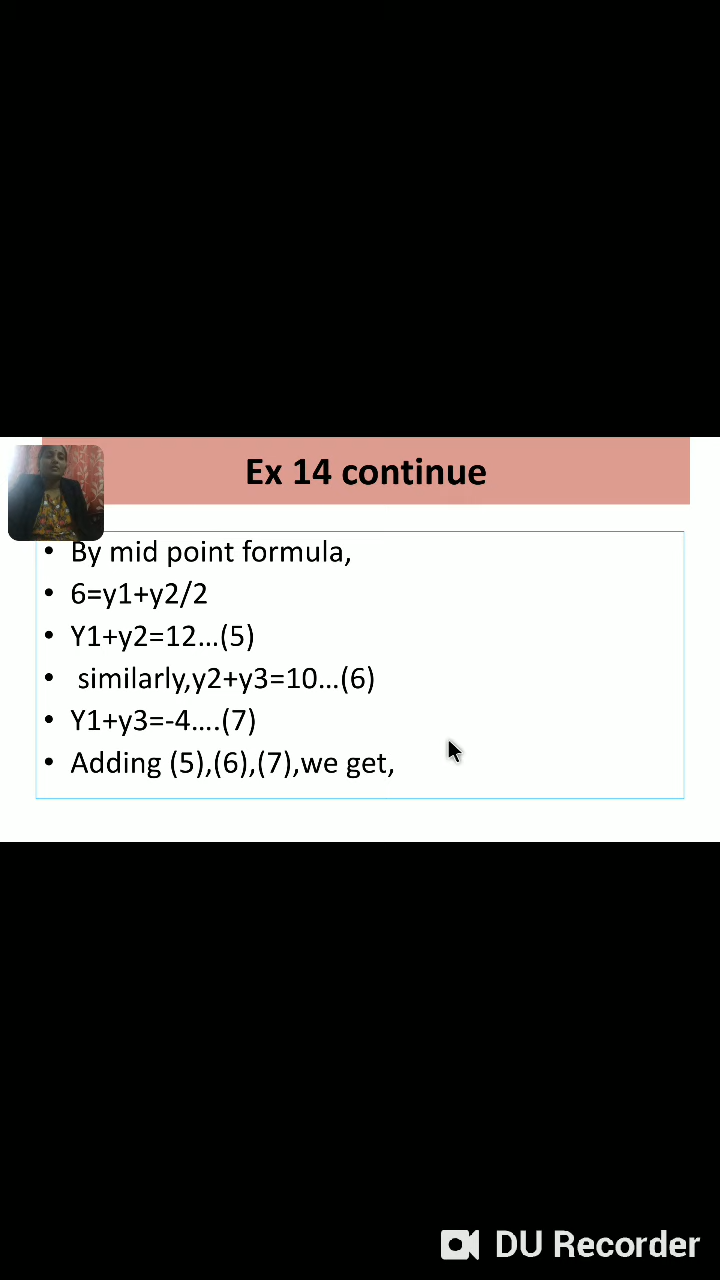 Ex 14 continue
• By mid point formula,
• 6=y1+y2/2
• Y1+y2=12...(5)
• similarly,y2+y3=10...(6)
• Y1+y3=-4....(7)
• Adding (5),(6),(7),we get,
DU Recorder